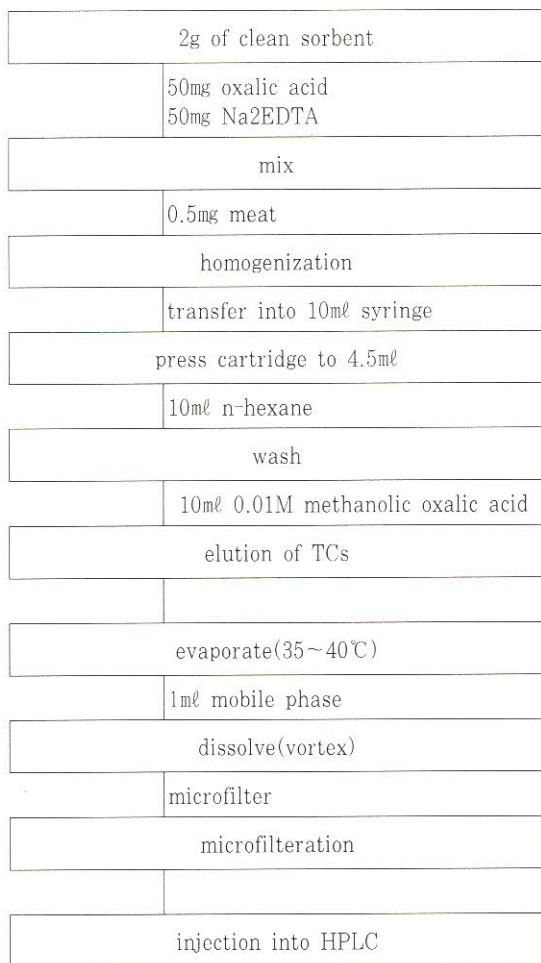 2g of clean sorbent
50mg oxalic acid
50mg Na2EDTA
mix
0.5mg meat
homogenization
transfer into 10mℓ syringe
press cartridge to 4.5mℓ
10mℓ n-hexane
wash
10mℓ 0.01M methanolic oxalic acid
elution of TCs
evaporate(35~40℃)
1mℓ mobile phase
dissolve(vortex)
microfilter
microfilteration
injection into HPLC